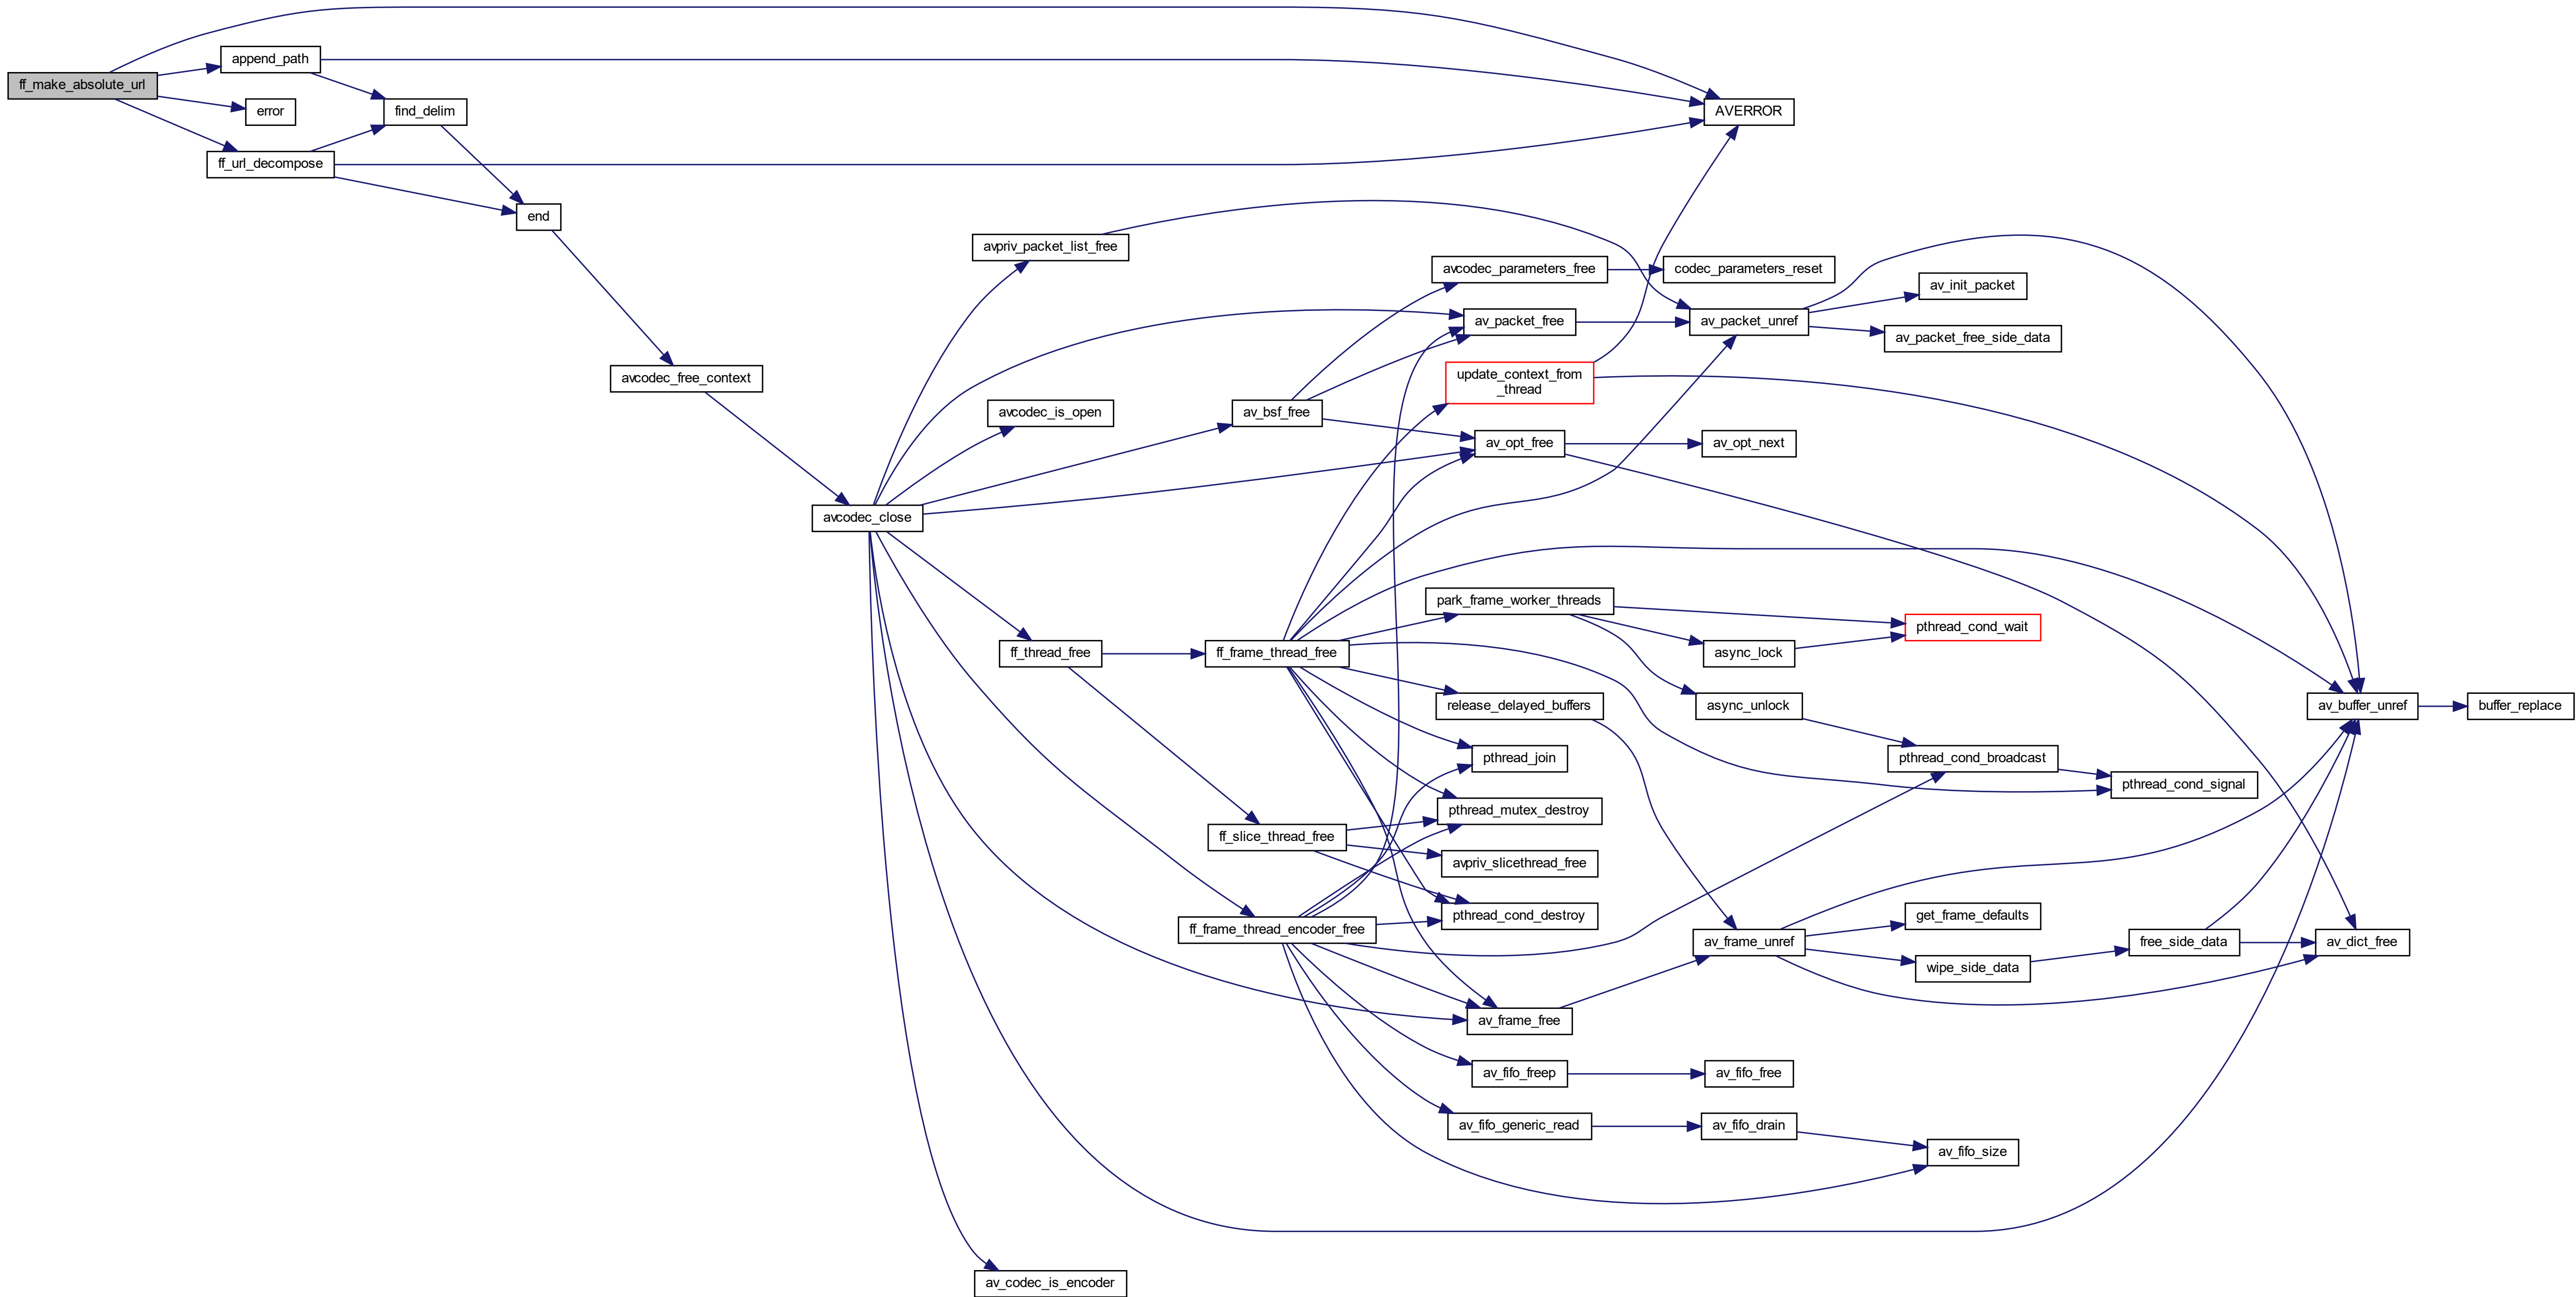 ff_make_absolute_url
append_path
error
ff_url_decompose
find_delim
end
avcodec_free_context
avcodec_close
avpriv_packet_list_free
avcodec_is_open
ff_thread_free
av_codec_is_encoder
av_bsf_free
ff_frame_thread_free
ff_slice_thread_free
ff_frame_thread_encoder_free
avcodec_parameters_free
av_packet_free
update_context_from
_thread
av_opt_free
park_frame_worker_threads
release_delayed_buffers
pthread_join
pthread_mutex_destroy
avpriv_slicethread_free
pthread_cond_destroy
av_frame_free
av_fifo_freep
av_fifo_generic_read
AVERROR
codec_parameters_reset
av_packet_unref
av_opt_next
async_lock
async_unlock
av_frame_unref
av_fifo_free
av_fifo_drain
av_init_packet
av_packet_free_side_data
pthread_cond_wait
pthread_cond_broadcast
get_frame_defaults
wipe_side_data
av_fifo_size
pthread_cond_signal
free_side_data
av_buffer_unref
av_dict_free
buffer_replace